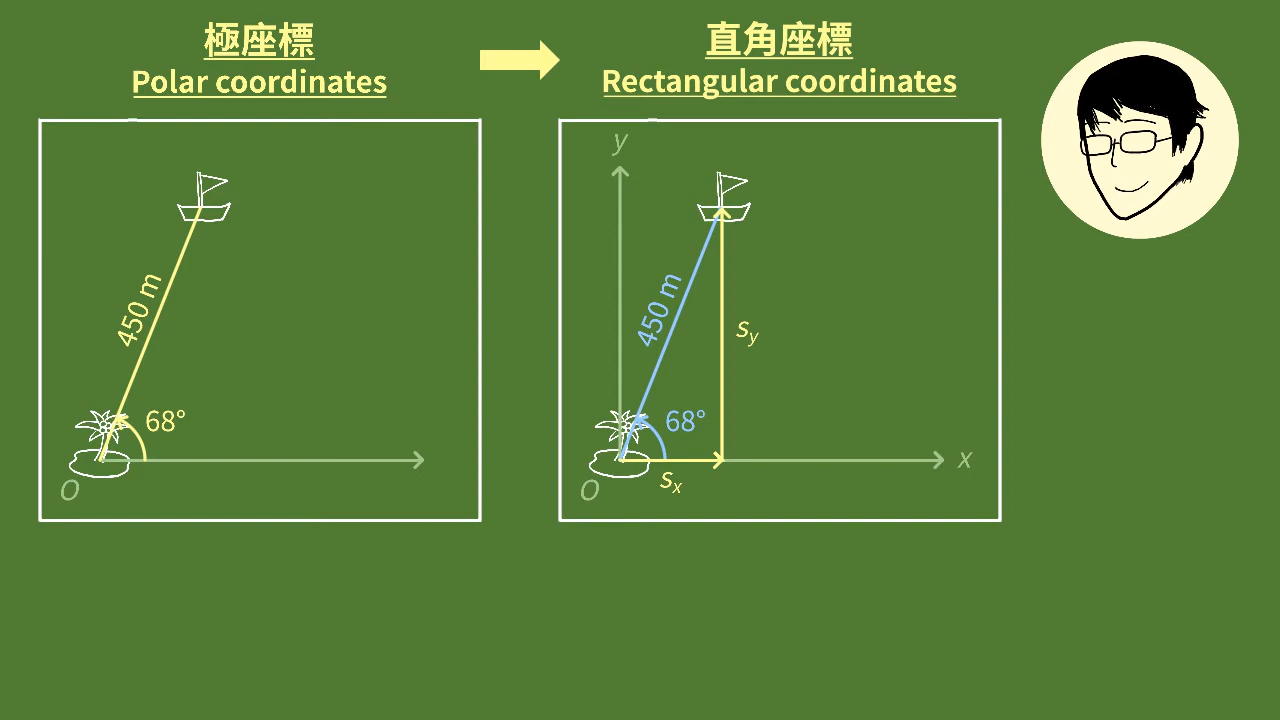 極座標
Polar coordinates
直角座標
Rectangular coordinates
450 m
68°
O
y
450 m
68°
s_y
s_x
x
O